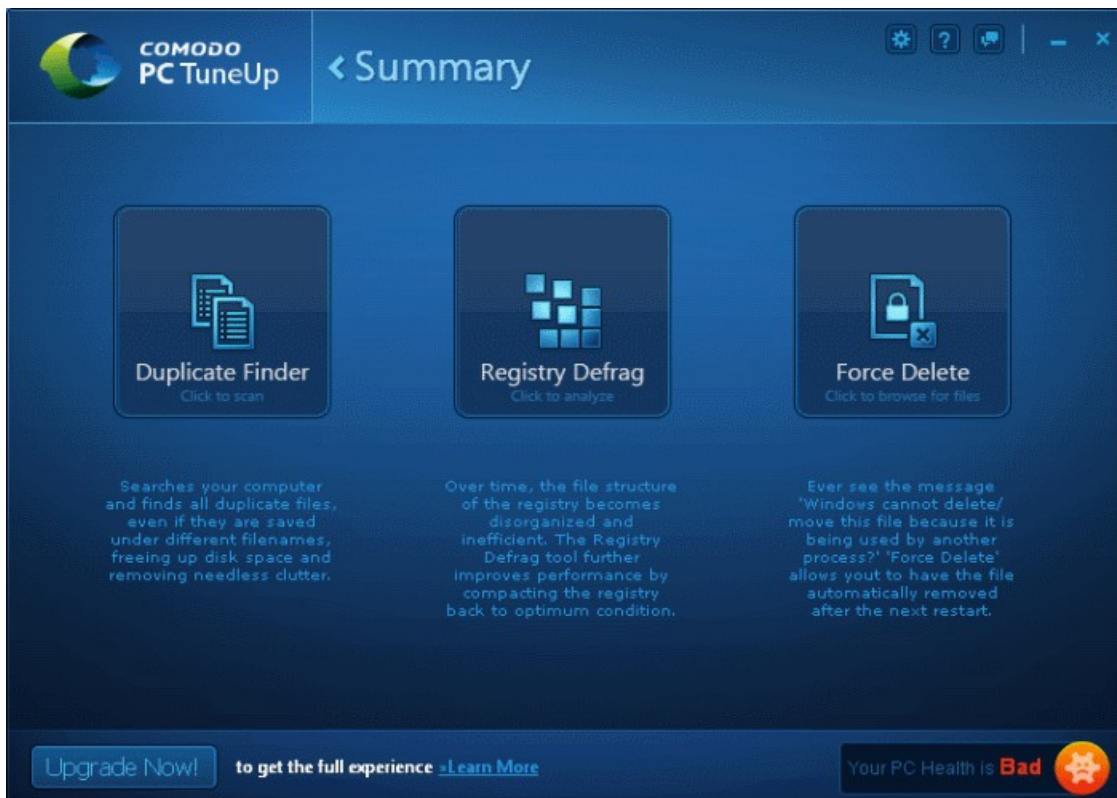 COMODO
PC TuneUp
< Summary
?
Duplicate Finder
Click to scan
Registry Defrag
Click to analyze
Force Delete
Click to browse for files
Searches your computer
and finds all duplicate files,
even if they are saved
under different filenames,
freeing up disk space and
removing needless clutter.
Over time, the file structure
of the registry becomes
disorganized and
inefficient. The Registry
Defrag tool further
improves performance by
compacting the registry
back to optimum condition.
Ever see the message
'Windows cannot delete/
move this file because it is
being used by another
process?' 'Force Delete'
allows yout to have the file
automatically removed
after the next restart.
Upgrade Now!
to get the full experience »Learn More
Your PC Health is Bad